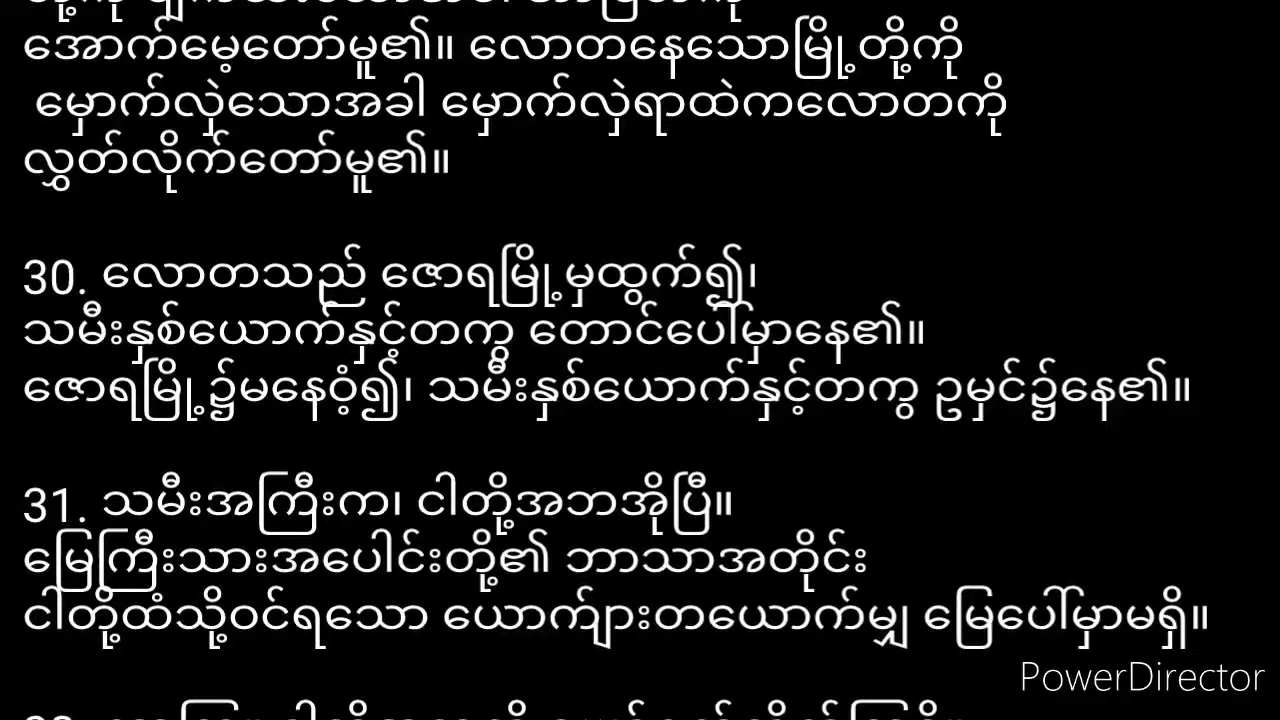 အောက်မေ့တော်မူ၏။ လောတနေသောမြို့တို့ကို
မှောက်လှဲသောအခါ မှောက်လှဲရာထဲကလောတကို
လွှတ်လိုက်တော်မူ၏။
30. လောတသည် ဇောရမြို့မှထွက်၍၊
သမီးနှစ်ယောက်နှင့်တကွ တောင်ပေါ်မှာနေ၏။
ဇောရမြို့၌မနေဝံ့၍၊ သမီးနှစ်ယောက်နှင့်တကွ ဥမှင်၌နေ၏။
31. သမီးအကြီးက၊ ငါတို့အဘအိုပြီ။
မြေကြီးသားအပေါင်းတို့၏ ဘာသာအတိုင်း
ငါတို့ထံသို့ဝင်ရသော ယောက်ျားတယောက်မျှ မြေပေါ်မှာမရှိ။
PowerDirector